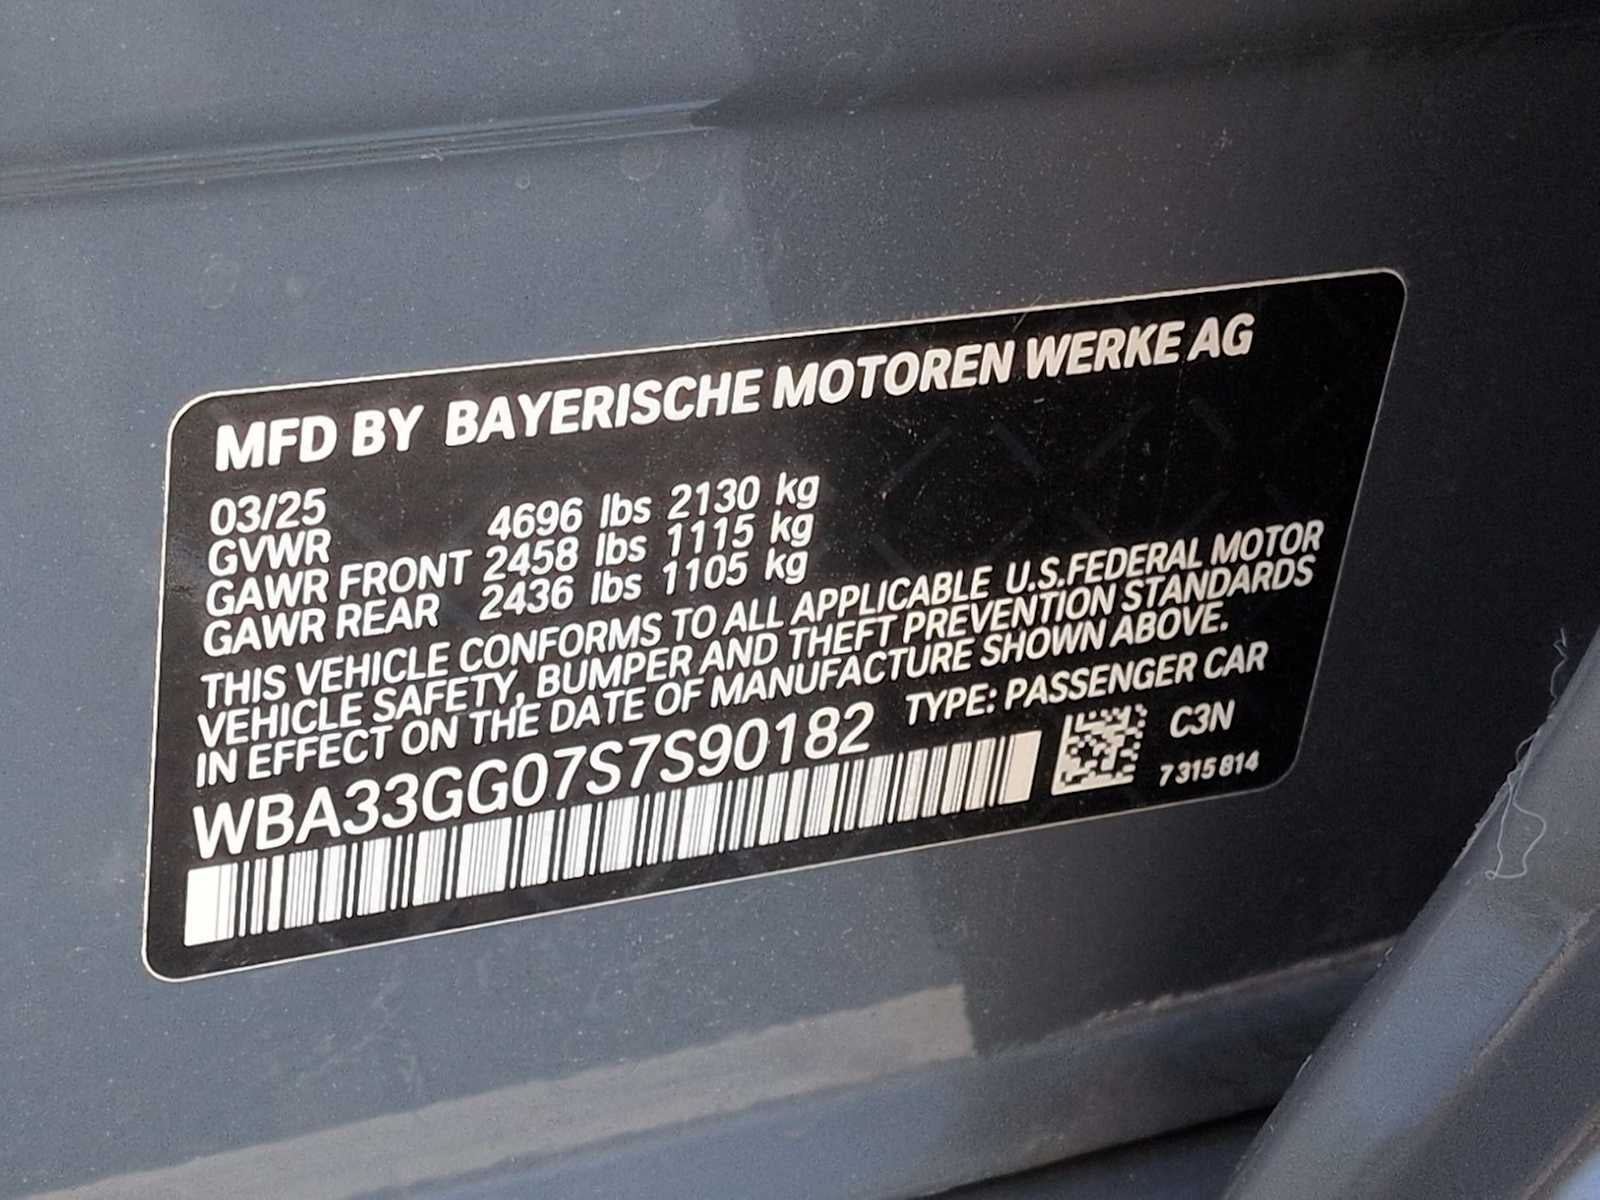 MFD BY BAYERISCHE MOTOREN WERKE AG
03/25
GVWR 4696 lbs 2130 kg
GAWR FRONT 2458 lbs 1115 kg
GAWR REAR 2436 lbs 1105 kg
THIS VEHICLE CONFORMS TO ALL APPLICABLE U.S.FEDERAL MOTOR
VEHICLE SAFETY, BUMPER AND THEFT PREVENTION STANDARDS
IN EFFECT ON THE DATE OF MANUFACTURE SHOWN ABOVE.
WBA33GG07S7S90182 TYPE: PASSENGER CAR
C3N
7 315 814